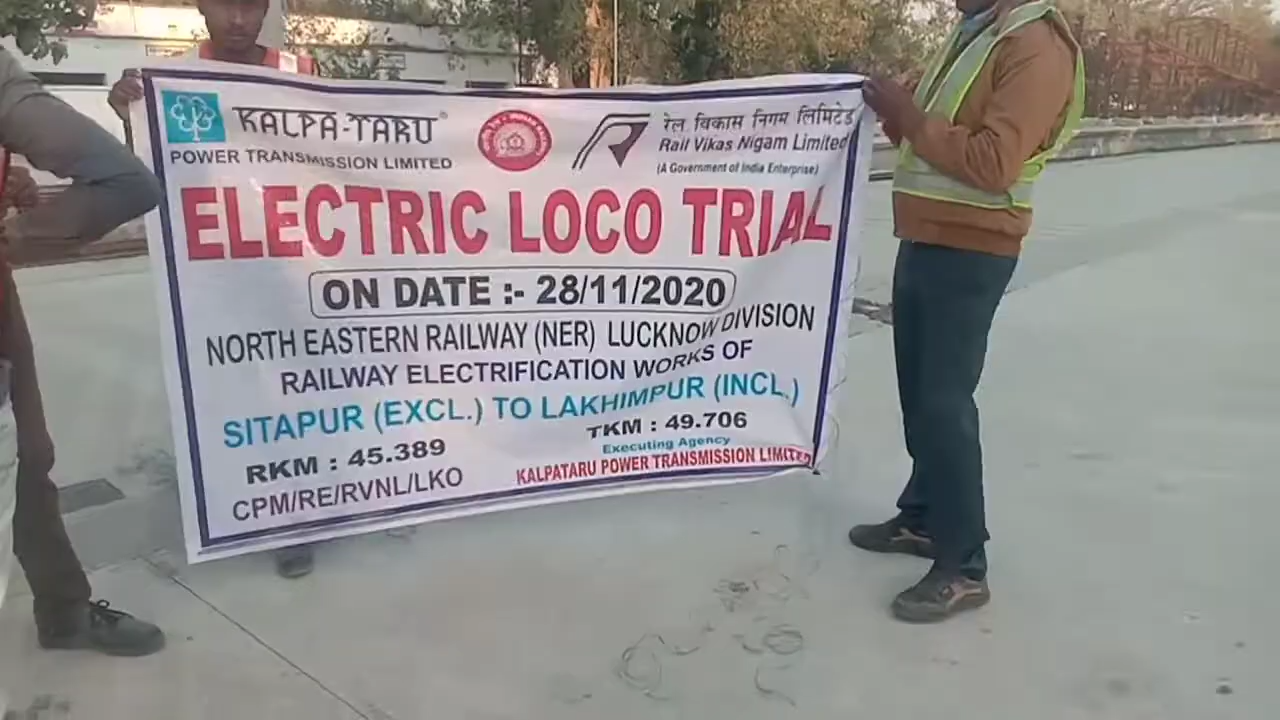 KALPA-TARU
POWER TRANSMISSION LIMITED
रेल विकास निगम लिमिटेड
Rail Vikas Nigam Limited
(A Government of India Enterprise)
ELECTRIC LOCO TRIAL
ON DATE :- 28/11/2020
NORTH EASTERN RAILWAY (NER) LUCKNOW DIVISION
RAILWAY ELECTRIFICATION WORKS OF
SITAPUR (EXCL.) TO LAKHIMPUR (INCL.)
RKM : 45.389
TKM : 49.706
CPM/RE/RVNL/LKO
Executing Agency
KALPATARU POWER TRANSMISSION LIMITED